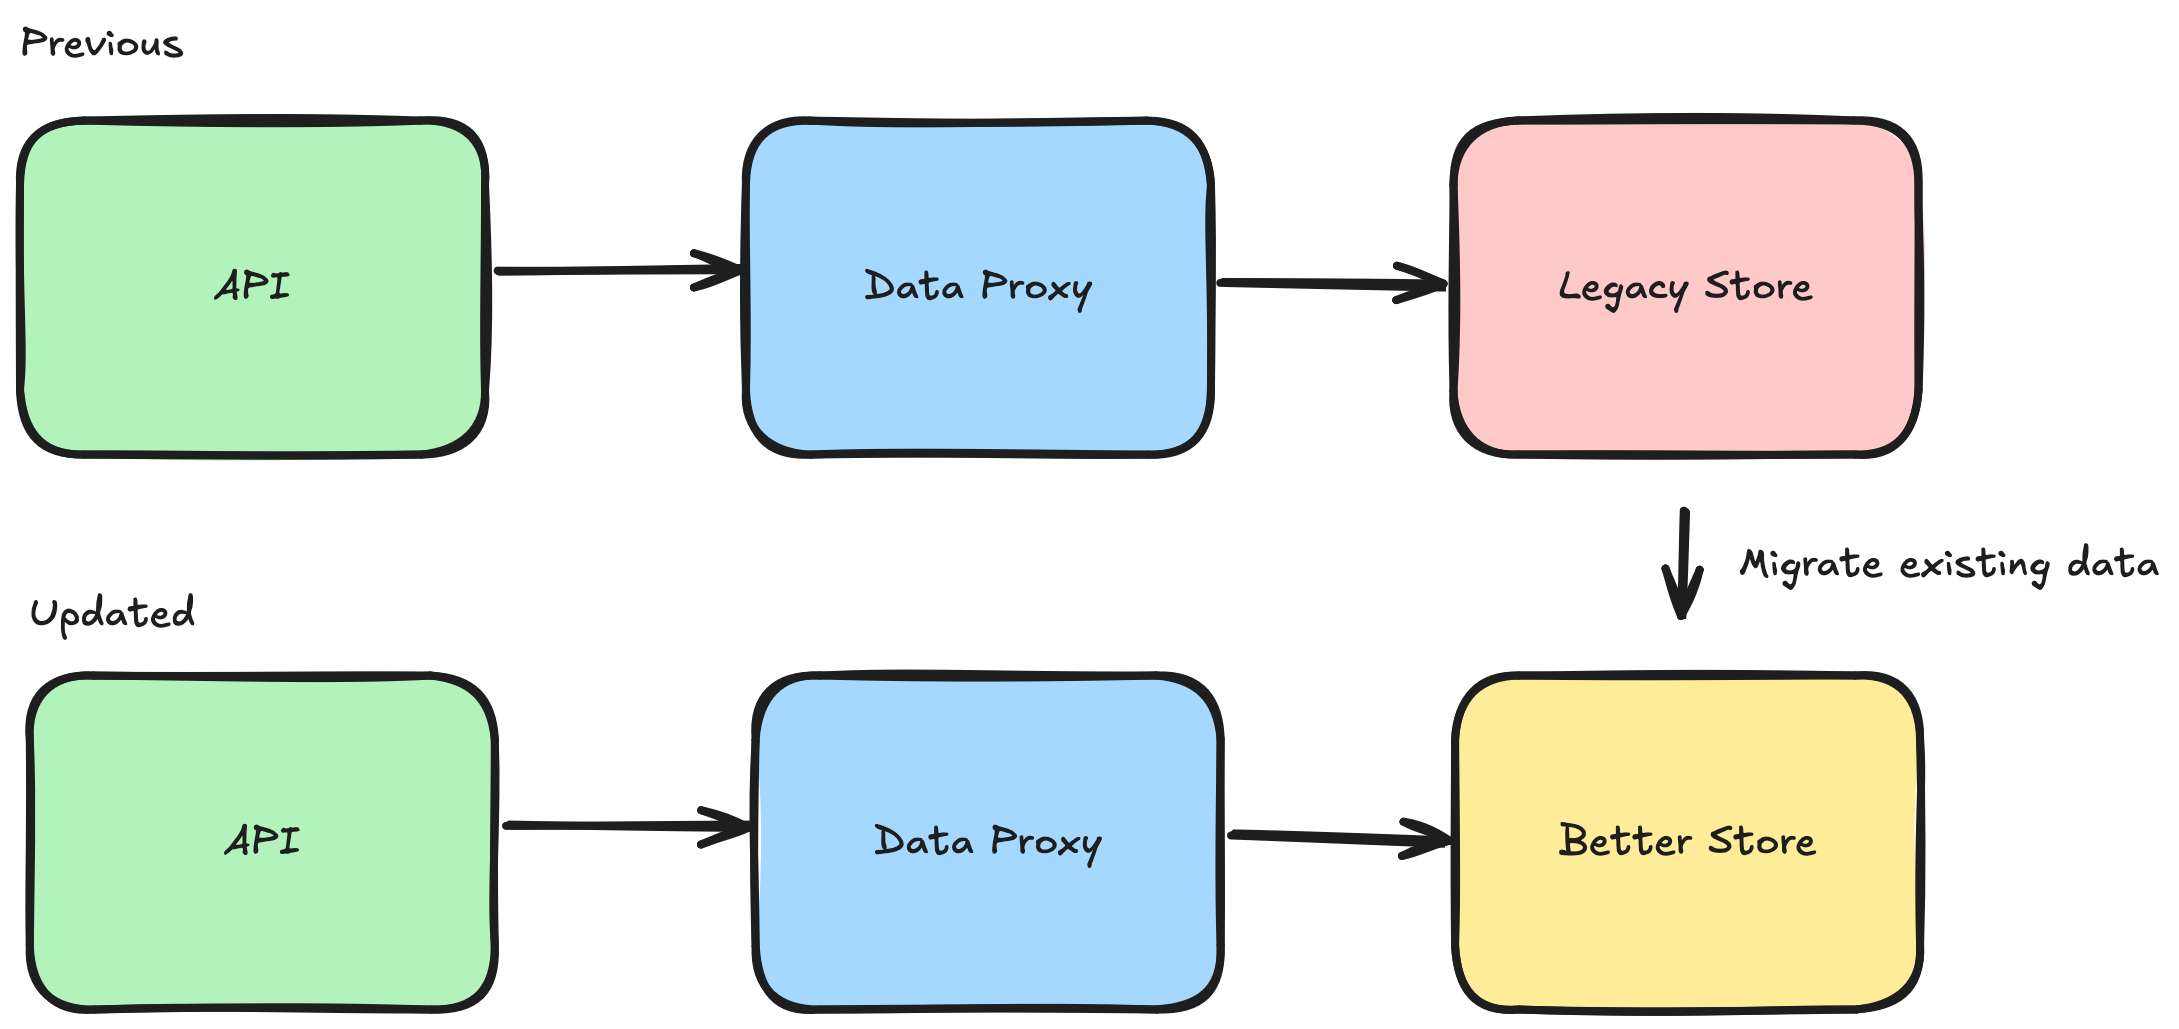 Previous
API
Data Proxy
Legacy Store
Migrate existing data
Updated
API
Data Proxy
Better Store